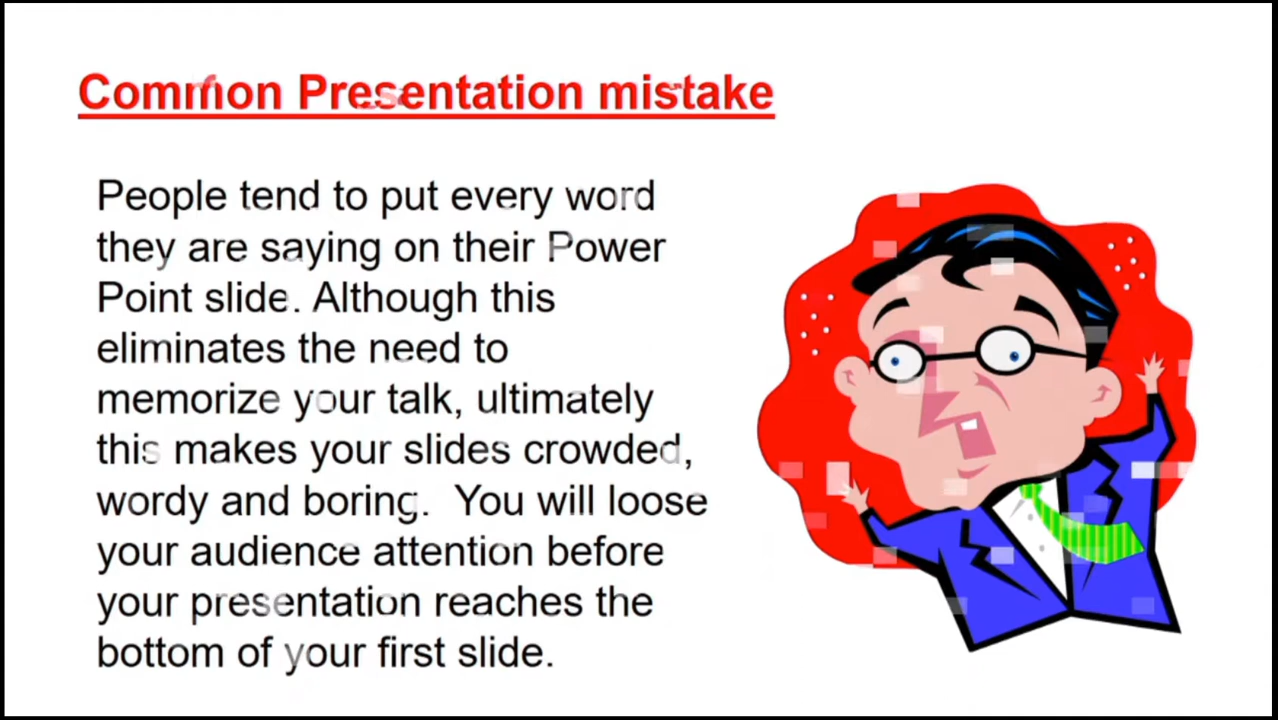 Common Presentation mistake
People tend to put every word
they are saying on their Power
Point slide. Although this
eliminates the need to
memorize your talk, ultimately
this makes your slides crowded,
wordy and boring.  You will loose
your audience attention before
your presentation reaches the
bottom of your first slide.